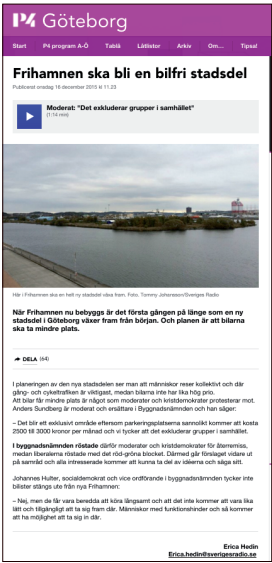 P4 Göteborg
Start P4 program A-Ö Tablå Låtlistor Arkiv Om... Tipsa!
Frihamnen ska bli en bilfri stadsdel
Publicerat onsdag 16 december 2015 kl 11.23
Moderat: "Det exkluderar grupper i samhället"
(1:14 min)
Här i Frihamnen ska en helt ny stadsdel växa fram. Foto: Tommy Johansson/Sveriges Radio
När Frihamnen nu bebyggs är det första gången på länge som en ny
stadsdel i Göteborg växer fram från början. Och planen är att bilarna
ska ta mindre plats.
DELA (64)
I planeringen av den nya stadsdelen ser man att människor reser kollektivt och där
gång- och cykeltrafiken är viktigast, medan bilarna inte har lika hög prio.
Att bilar får mindre plats är något som moderater och kristdemokrater protesterar mot.
Anders Sundberg är moderat och ersättare i Byggnadsnämnden och han säger:
– Det blir ett exklusivt område eftersom parkeringsplatserna sannolikt kommer att kosta
2500 till 3000 kronor per månad och vi tycker att det exkluderar grupper i samhället.
I byggnadsnämnden röstade därför moderater och kristdemokrater för återremiss,
medan liberalerna röstade med det röd-gröna blocket. Därmed går förslaget vidare ut
på samråd och alla intresserade kommer att kunna ta del av idéerna och säga sitt.
Johannes Hulter, socialdemokrat och vice ordförande i byggnadsnämnden tycker inte
bilister stängs ute från nya Frihamnen:
– Nej, men de får vara beredda att köra långsamt och att det inte kommer att vara lika
lätt och tillgängligt att ta sig fram där. Människor med funktionshinder och så kommer
att ha möjlighet att ta sig in där.
Erica Hedin
Erica.hedin@sverigesradio.se